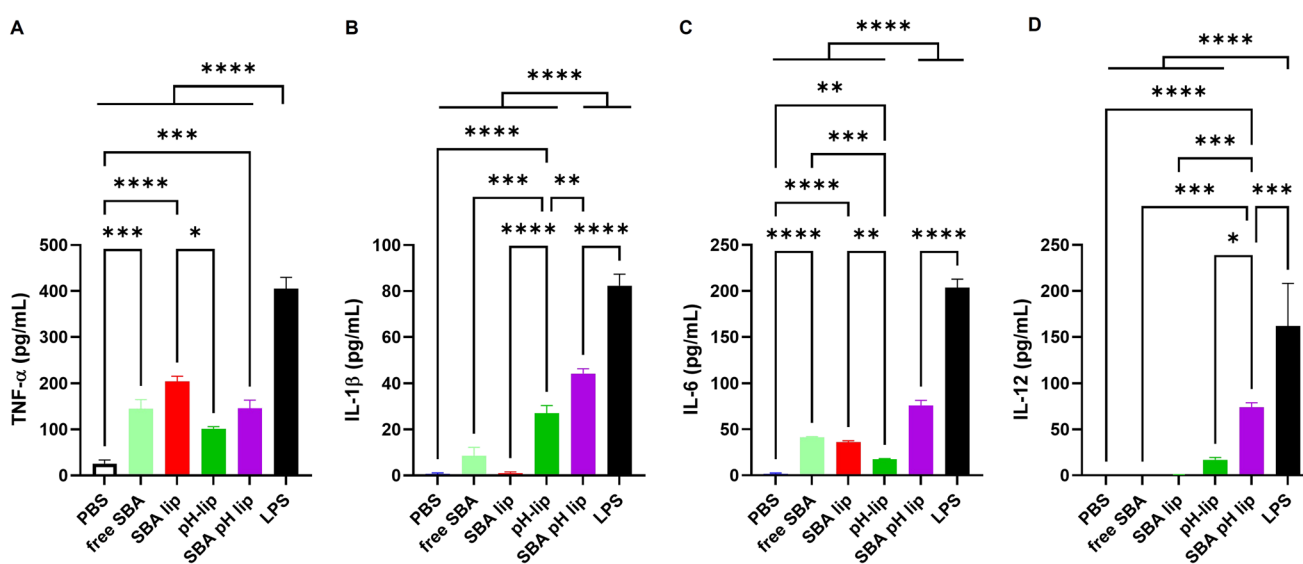 A
****
***
****
***
*
500
400
300
200
100
0
TNF-α (pg/mL)
PBS
free SBA
SBA lip
pH-lip
SBA pH lip
LPS
B
****
****
***
**
****
****
100
80
60
40
20
0
IL-1β (pg/mL)
PBS
free SBA
SBA lip
pH-lip
SBA pH lip
LPS
C
****
**
***
****
****
**
****
250
200
150
100
50
0
IL-6 (pg/mL)
PBS
free SBA
SBA lip
pH-lip
SBA pH lip
LPS
D
****
****
***
***
***
*
250
200
150
100
50
0
IL-12 (pg/mL)
PBS
free SBA
SBA lip
pH-lip
SBA pH lip
LPS